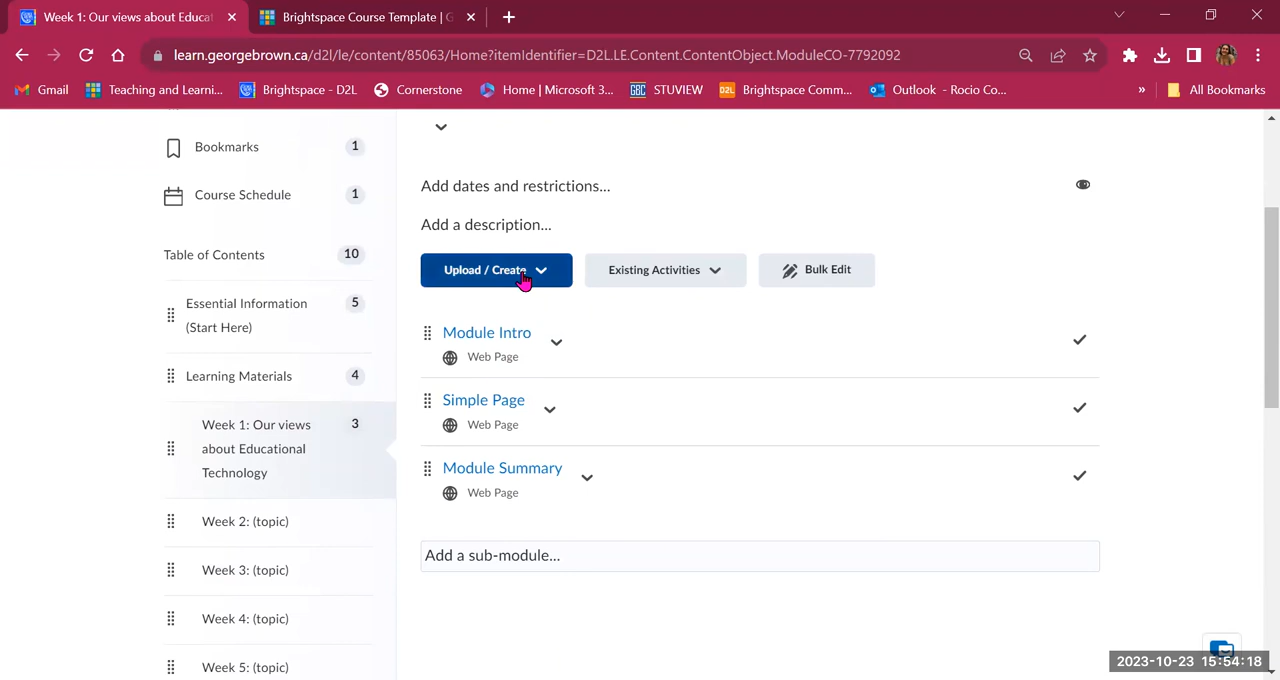 Week 1: Our views about Educat
Brightspace Course Template | G
learn.georgebrown.ca/d2l/le/content/85063/Home?itemIdentifier=D2L.LE.Content.ContentObject.ModuleCO-7792092
Gmail
Teaching and Learni...
Brightspace - D2L
Cornerstone
Home | Microsoft 3...
GBC
STUVIEW
D2L
Brightspace Comm...
Outlook - Rocio Co...
»
All Bookmarks
Bookmarks
1
Course Schedule
1
Table of Contents
10
Essential Information
(Start Here)
5
Learning Materials
4
Week 1: Our views
about Educational
Technology
3
Week 2: (topic)
Week 3: (topic)
Week 4: (topic)
Week 5: (topic)
Add dates and restrictions...
Add a description...
Upload / Create
Existing Activities
Bulk Edit
Module Intro
Web Page
Simple Page
Web Page
Module Summary
Web Page
Add a sub-module...
2023-10-23 15:54:18